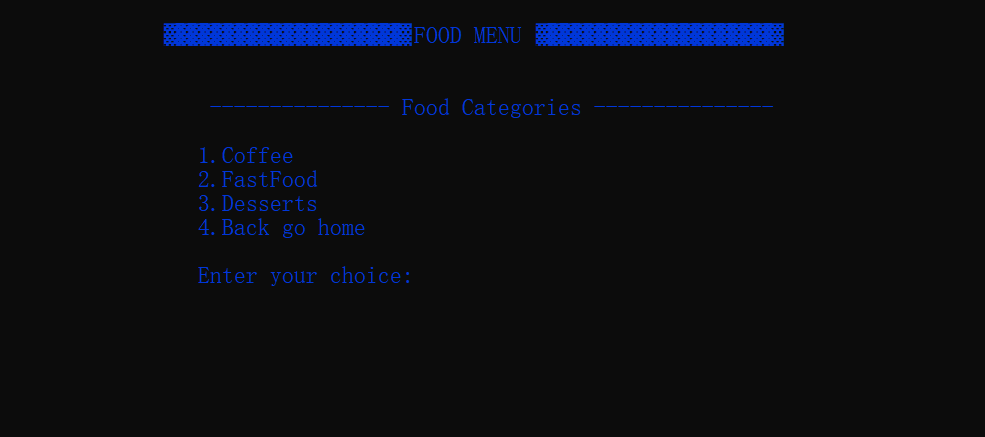 ▓▓▓▓▓▓▓▓▓▓▓▓▓▓▓▓▓▓▓▓▓FOOD MENU ▓▓▓▓▓▓▓▓▓▓▓▓▓▓▓▓▓▓▓▓▓
--------------- Food Categories ---------------
1.Coffee
2.FastFood
3.Desserts
4.Back go home
Enter your choice: